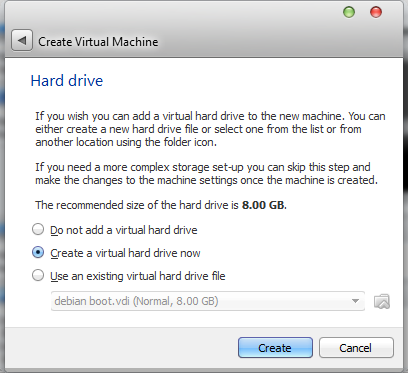 Create Virtual Machine
Hard drive
If you wish you can add a virtual hard drive to the new machine. You can
either create a new hard drive file or select one from the list or from
another location using the folder icon.
If you need a more complex storage set-up you can skip this step and
make the changes to the machine settings once the machine is created.
The recommended size of the hard drive is 8.00 GB.
Do not add a virtual hard drive
Create a virtual hard drive now
Use an existing virtual hard drive file
debian boot.vdi (Normal, 8.00 GB)
Create
Cancel